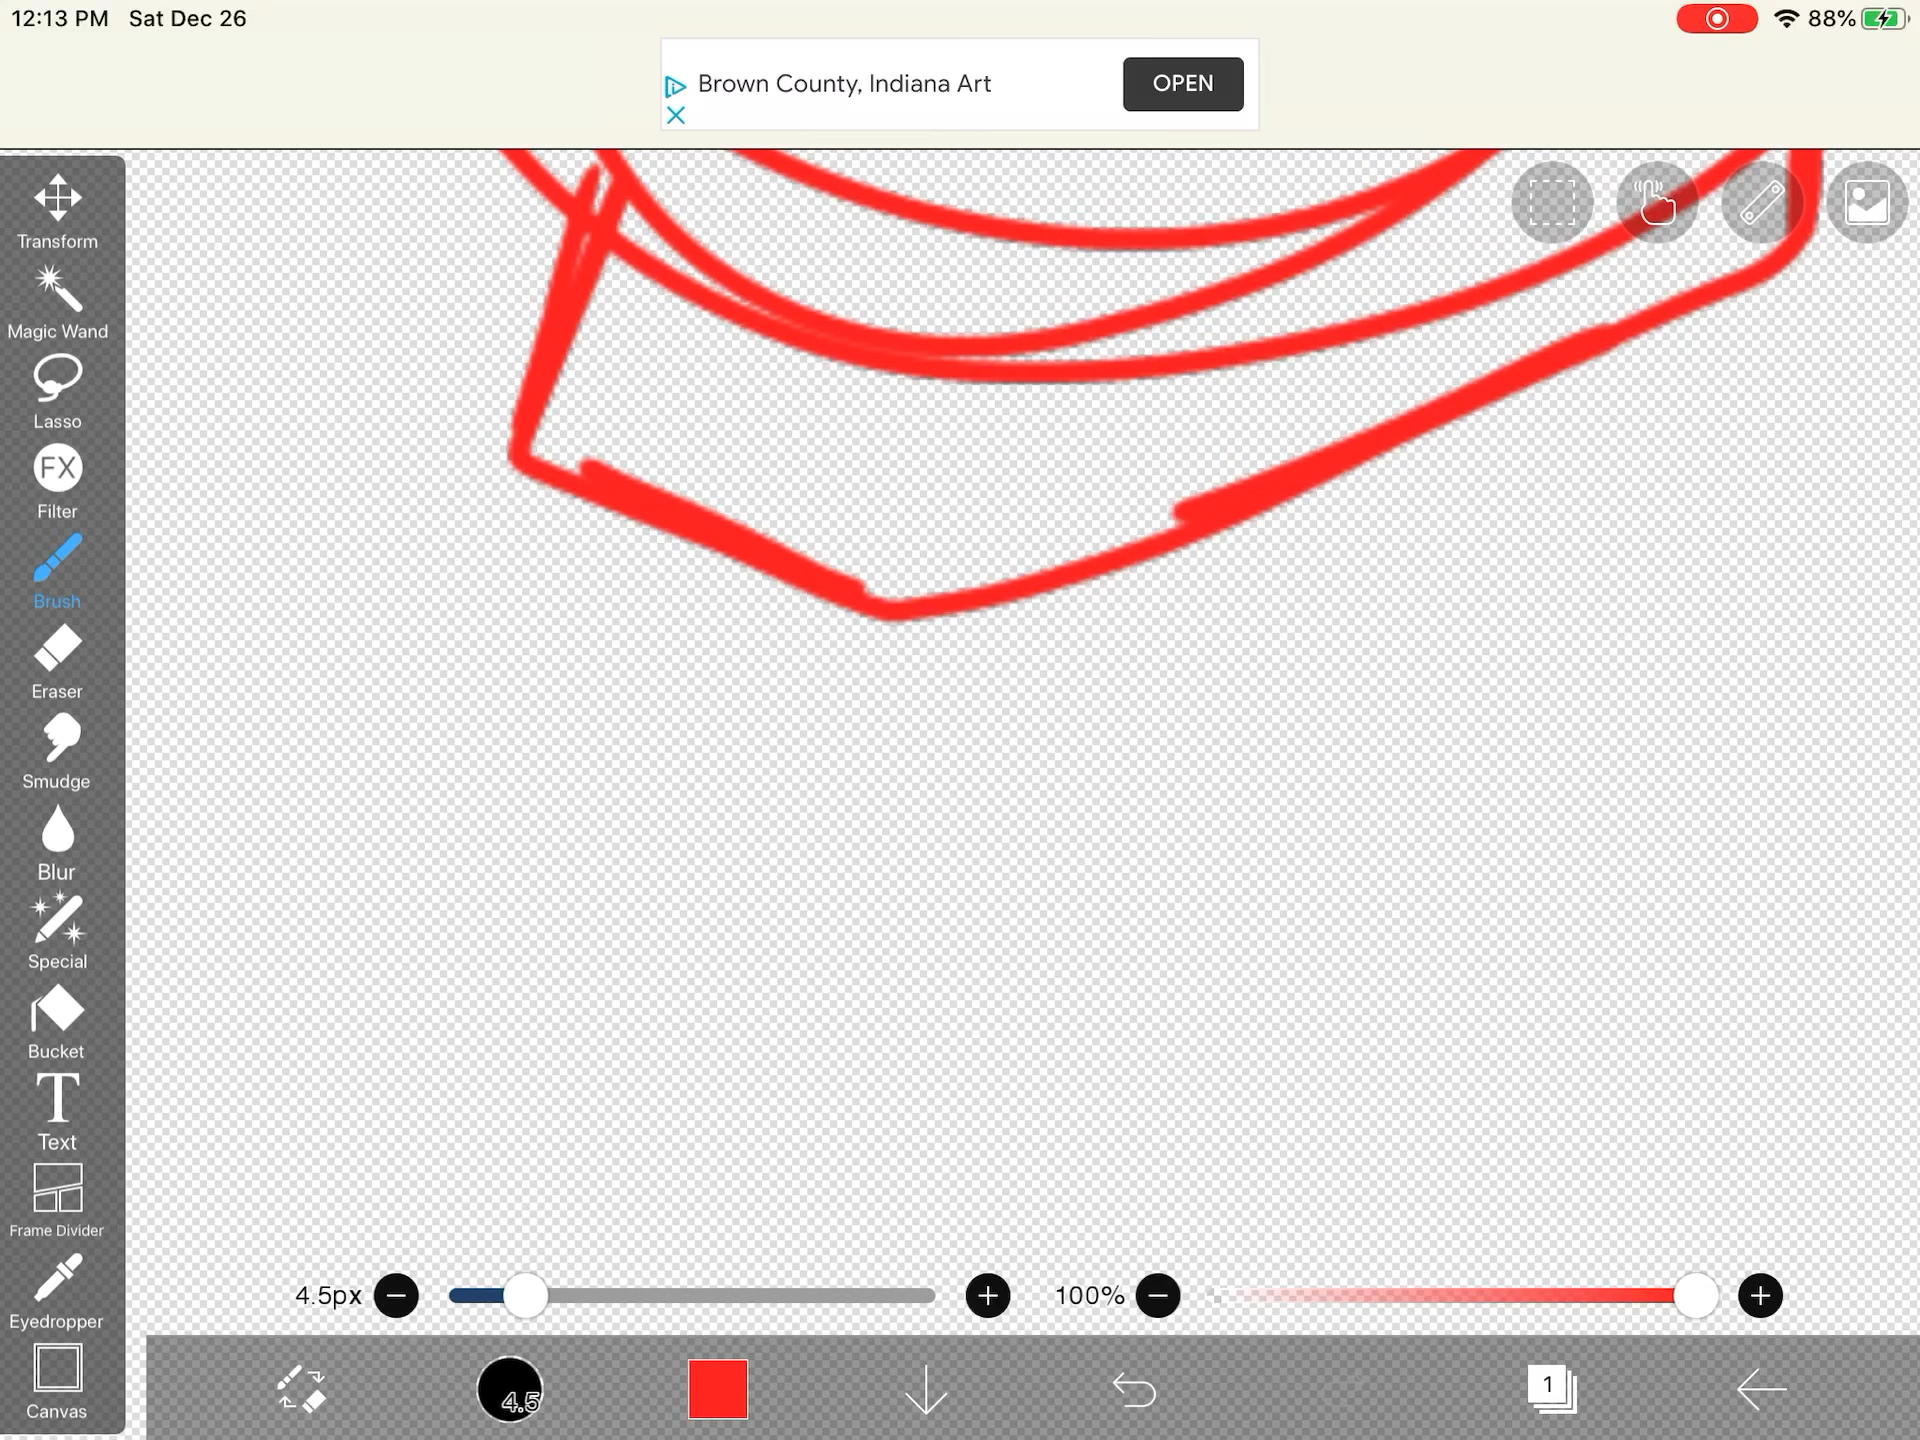 12:13 PM Sat Dec 26
88%
Brown County, Indiana Art
OPEN
Transform
Magic Wand
Lasso
FX
Filter
Brush
Eraser
Smudge
Blur
Special
Bucket
T
Text
Frame Divider
Eyedropper
Canvas
4.5px
100%
4.5
1